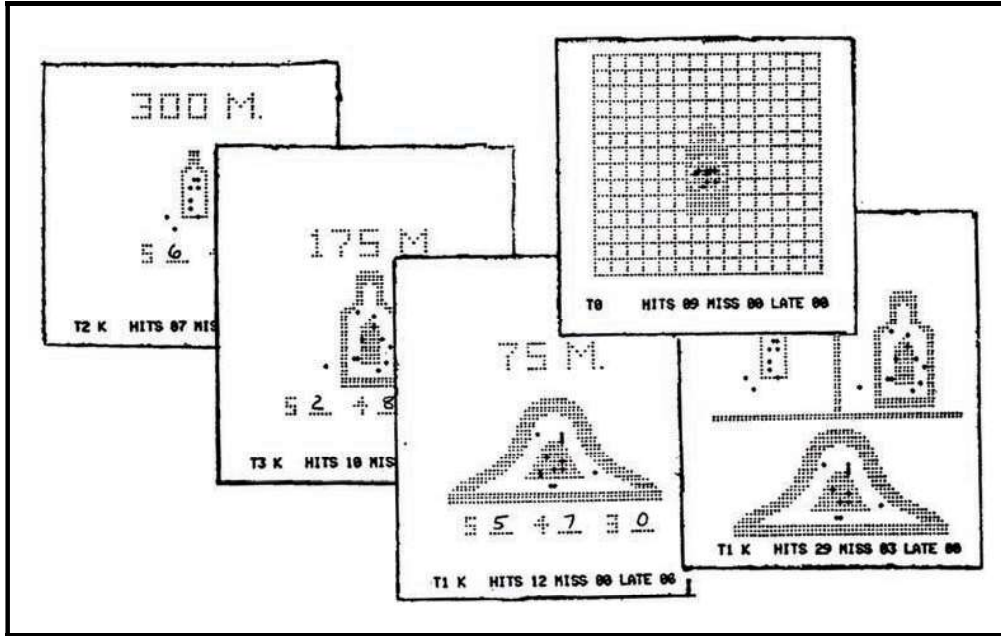 300 M.
5 6
T2 K HITS 07 MIS
175 M
5 2 4 8
T3 K HITS 10 MIS
75 M.
5 5 4 7 3 0
T1 K HITS 12 MISS 00 LATE 06
T0 HITS 09 MISS 00 LATE 00
T1 K HITS 29 MISS 03 LATE 00